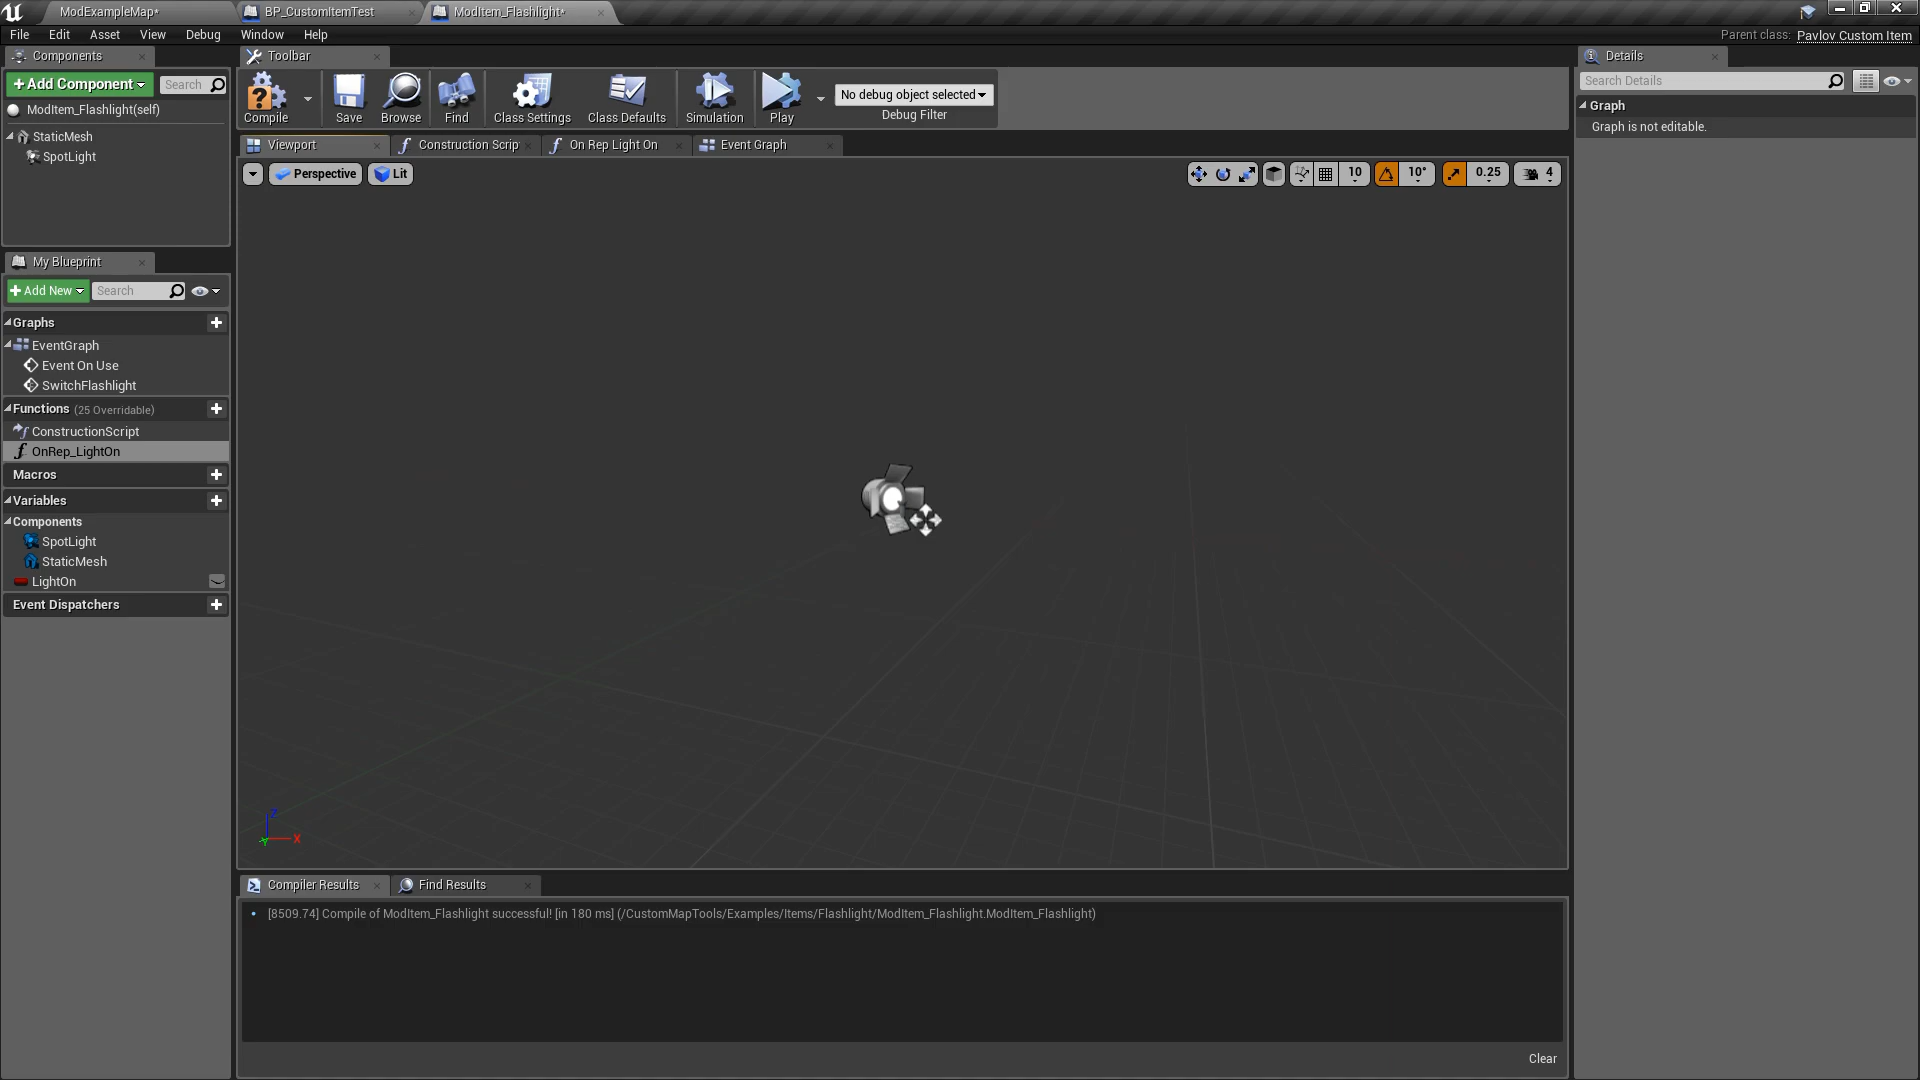 ModExampleMap*
BP_CustomItemTest
ModItem_Flashlight*
File Edit Asset View Debug Window Help
Parent class: Pavlov Custom Item
Components
Toolbar
Details
Add Component
Search
Search Details
ModItem_Flashlight(self)
Compile
Save
Browse
Find
Class Settings
Class Defaults
Simulation
Play
No debug object selected
Debug Filter
Graph
Graph is not editable.
StaticMesh
SpotLight
Viewport
Construction Scrip
On Rep Light On
Event Graph
Perspective
Lit
10
10°
0.25
4
My Blueprint
Add New
Search
Graphs
EventGraph
Event On Use
SwitchFlashlight
Functions (25 Overridable)
ConstructionScript
OnRep_LightOn
Macros
Variables
Components
SpotLight
StaticMesh
LightOn
Event Dispatchers
Z
X
Y
Compiler Results
Find Results
[8509.74] Compile of ModItem_Flashlight successful! [in 180 ms] (/CustomMapTools/Examples/Items/Flashlight/ModItem_Flashlight.ModItem_Flashlight)
Clear